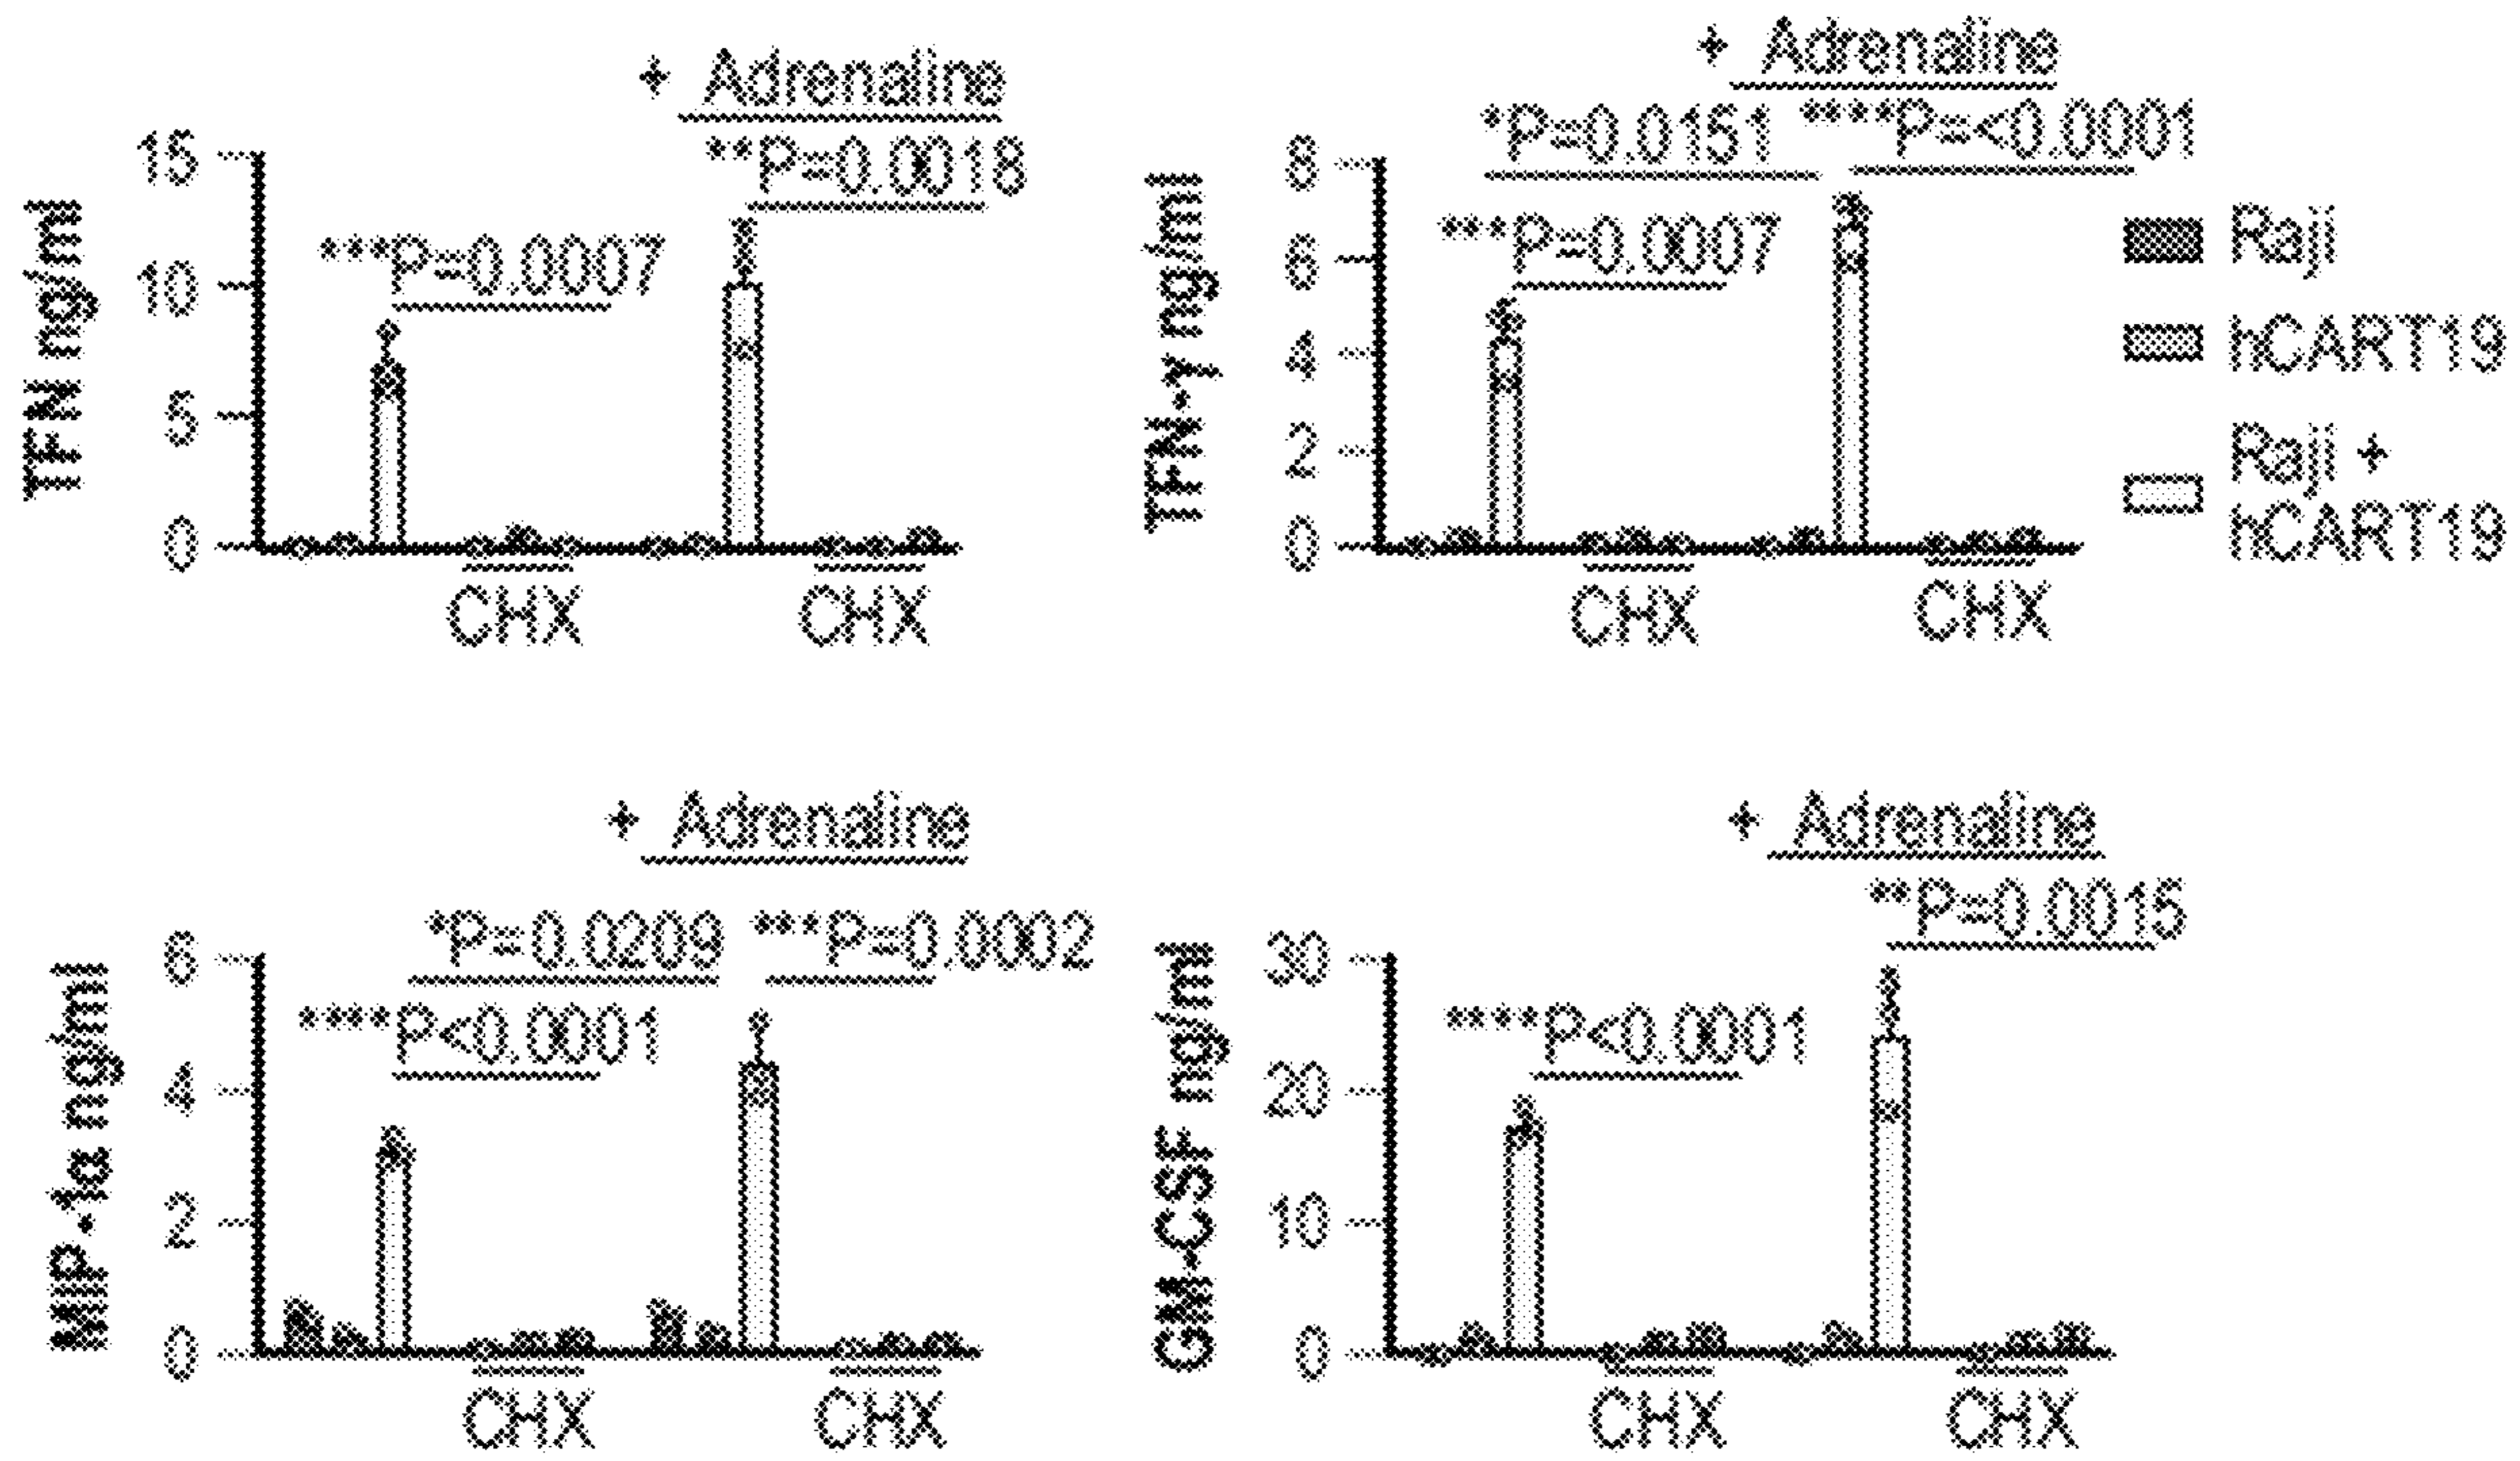 + Adrenaline
**P=0.0018
***P=0.0007
TFN ng/ml
15
10
5
0
CHX
CHX
+ Adrenaline
*P=0.0151 ****P=<0.0001
***P=0.0007
TFN-γ ng/ml
8
6
4
2
0
CHX
CHX
Raji
hCART19
Raji +
hCART19
+ Adrenaline
*P=0.0209 ***P=0.0002
****P<0.0001
MIP-1α ng/ml
6
4
2
0
CHX
CHX
+ Adrenaline
**P=0.0015
****P<0.0001
GM-CSF ng/ml
30
20
10
0
CHX
CHX